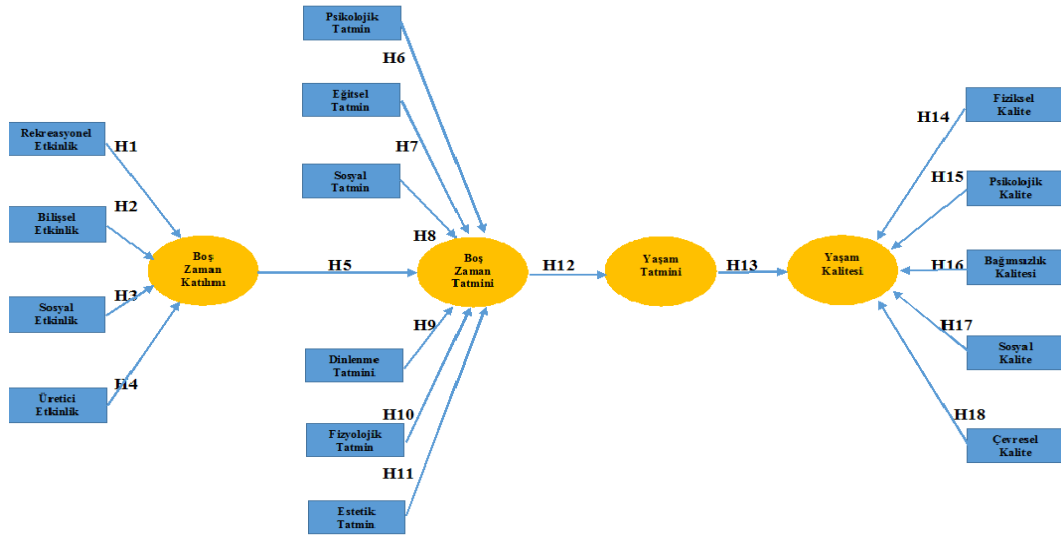 Rekreasyonel
Etkinlik
Bilişsel
Etkinlik
Sosyal
Etkinlik
Üretici
Etkinlik
H1
H2
H3
H4
Boş
Zaman
Katılımı
H5
Psikolojik
Tatmin
Eğitsel
Tatmin
Sosyal
Tatmin
H6
H7
H8
Boş
Zaman
Tatmini
H9
H10
H11
Dinlenme
Tatmini
Fizyolojik
Tatmin
Estetik
Tatmin
H12
Yaşam
Tatmini
H13
Yaşam
Kalitesi
H14
H15
H16
H17
H18
Fiziksel
Kalite
Psikolojik
Kalite
Bağımsızlık
Kalitesi
Sosyal
Kalite
Çevresel
Kalite